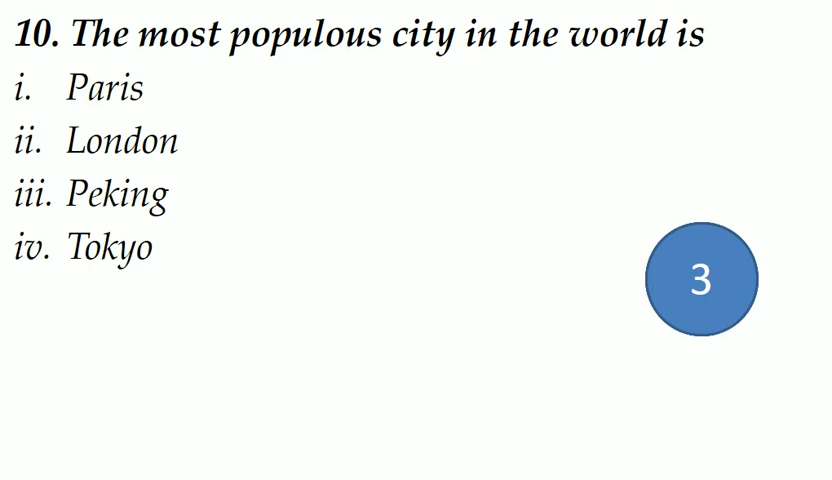 10. The most populous city in the world is
i. Paris
ii. London
iii. Peking
iv. Tokyo
3